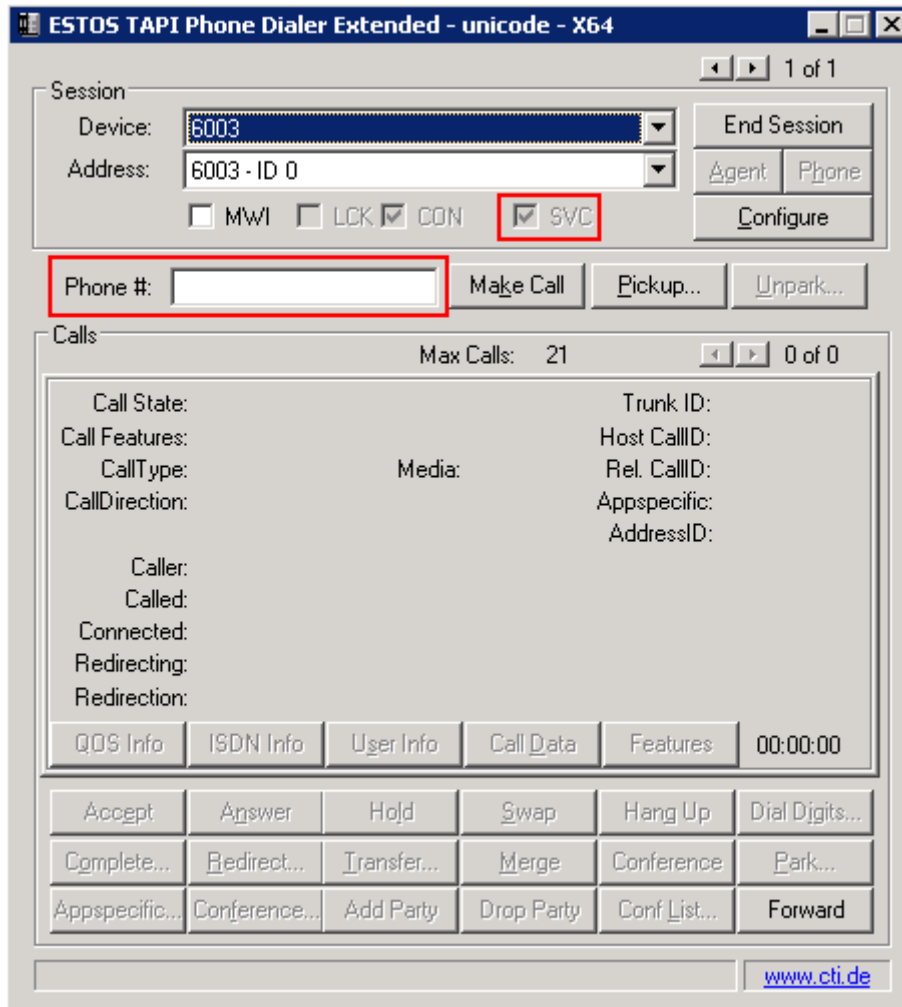 ESTOS TAPI Phone Dialer Extended - unicode - X64
1 of 1
Session
Device: 6003 End Session
Address: 6003 - ID 0 Agent Phone
MWI LCK CON SVC Configure
Phone #: Make Call Pickup... Unpark...
Calls
Max Calls: 21 0 of 0
Call State: Trunk ID:
Call Features: Host CallID:
CallType: Media: Rel. CallID:
CallDirection: Appspecific:
AddressID:
Caller:
Called:
Connected:
Redirecting:
Redirection:
QOS Info ISDN Info User Info Call Data Features 00:00:00
Accept Answer Hold Swap Hang Up Dial Digits...
Complete... Redirect... Transfer... Merge Conference Park...
Appspecific... Conference... Add Party Drop Party Conf List... Forward
www.cti.de